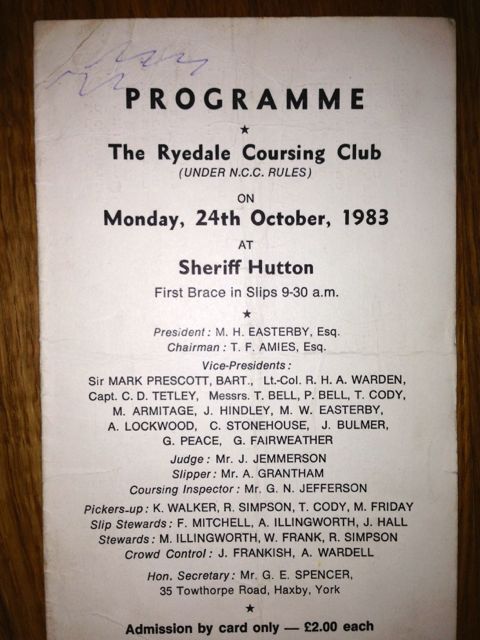 PROGRAMME
★
The Ryedale Coursing Club
(UNDER N.C.C. RULES)
ON
Monday, 24th October, 1983
AT
Sheriff Hutton
First Brace in Slips 9-30 a.m.
★
President: M. H. EASTERBY, Esq.
Chairman: T. F. AMIES, Esq.
Vice-Presidents:
Sir MARK PRESCOTT, BART., Lt.-Col. R. H. A. WARDEN,
Capt. C. D. TETLEY, Messrs. T. BELL, P. BELL, T. CODY,
M. ARMITAGE, J. HINDLEY, M. W. EASTERBY,
A. LOCKWOOD, C. STONEHOUSE, J. BULMER,
G. PEACE, G. FAIRWEATHER
Judge: Mr. J. JEMMERSON
Slipper: Mr. A. GRANTHAM
Coursing Inspector: Mr. G. N. JEFFERSON
Pickers-up: K. WALKER, R. SIMPSON, T. CODY, M. FRIDAY
Slip Stewards: F. MITCHELL, A. ILLINGWORTH, J. HALL
Stewards: M. ILLINGWORTH, W. FRANK, R. SIMPSON
Crowd Control: J. FRANKISH, A. WARDELL
Hon. Secretary: Mr. G. E. SPENCER,
35 Towthorpe Road, Haxby, York
★
Admission by card only — £2.00 each